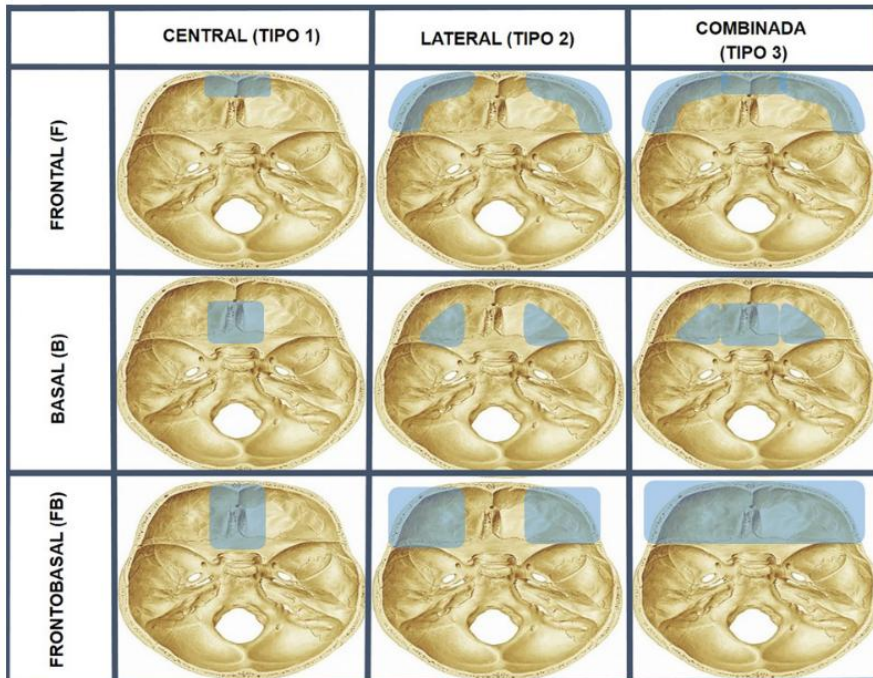 CENTRAL (TIPO 1)
LATERAL (TIPO 2)
COMBINADA
(TIPO 3)
FRONTAL (F)
BASAL (B)
FRONTOBASAL (FB)